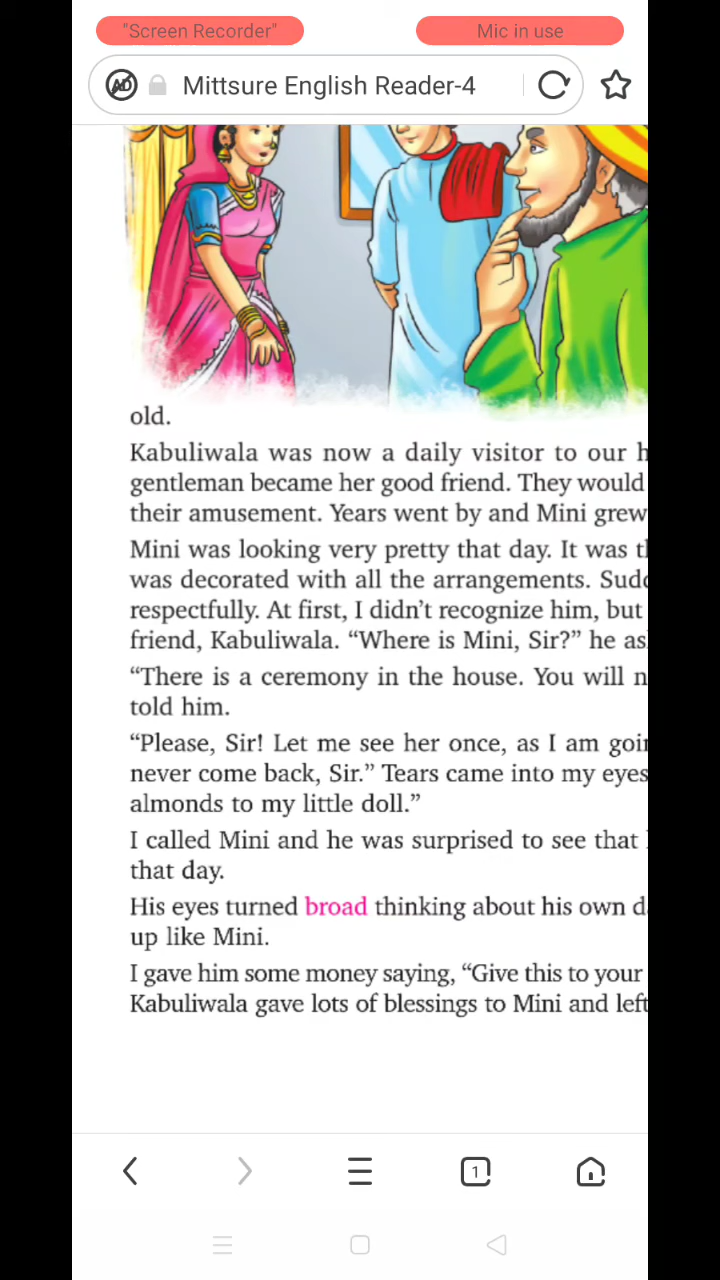 "Screen Recorder"
Mic in use
AD
Mittsure English Reader-4
old.
Kabuliwala was now a daily visitor to our
gentleman became her good friend. They would
their amusement. Years went by and Mini grew
Mini was looking very pretty that day. It was
was decorated with all the arrangements.
respectfully. At first, I didn’t recognize him, but
friend, Kabuliwala. “Where is Mini, Sir?” he
“There is a ceremony in the house. You will
told him.
“Please, Sir! Let me see her once, as I am
never come back, Sir.” Tears came into my eyes
almonds to my little doll.”
I called Mini and he was surprised to see that
that day.
His eyes turned broad thinking about his own
up like Mini.
I gave him some money saying, “Give this to your
Kabuliwala gave lots of blessings to Mini and left
1